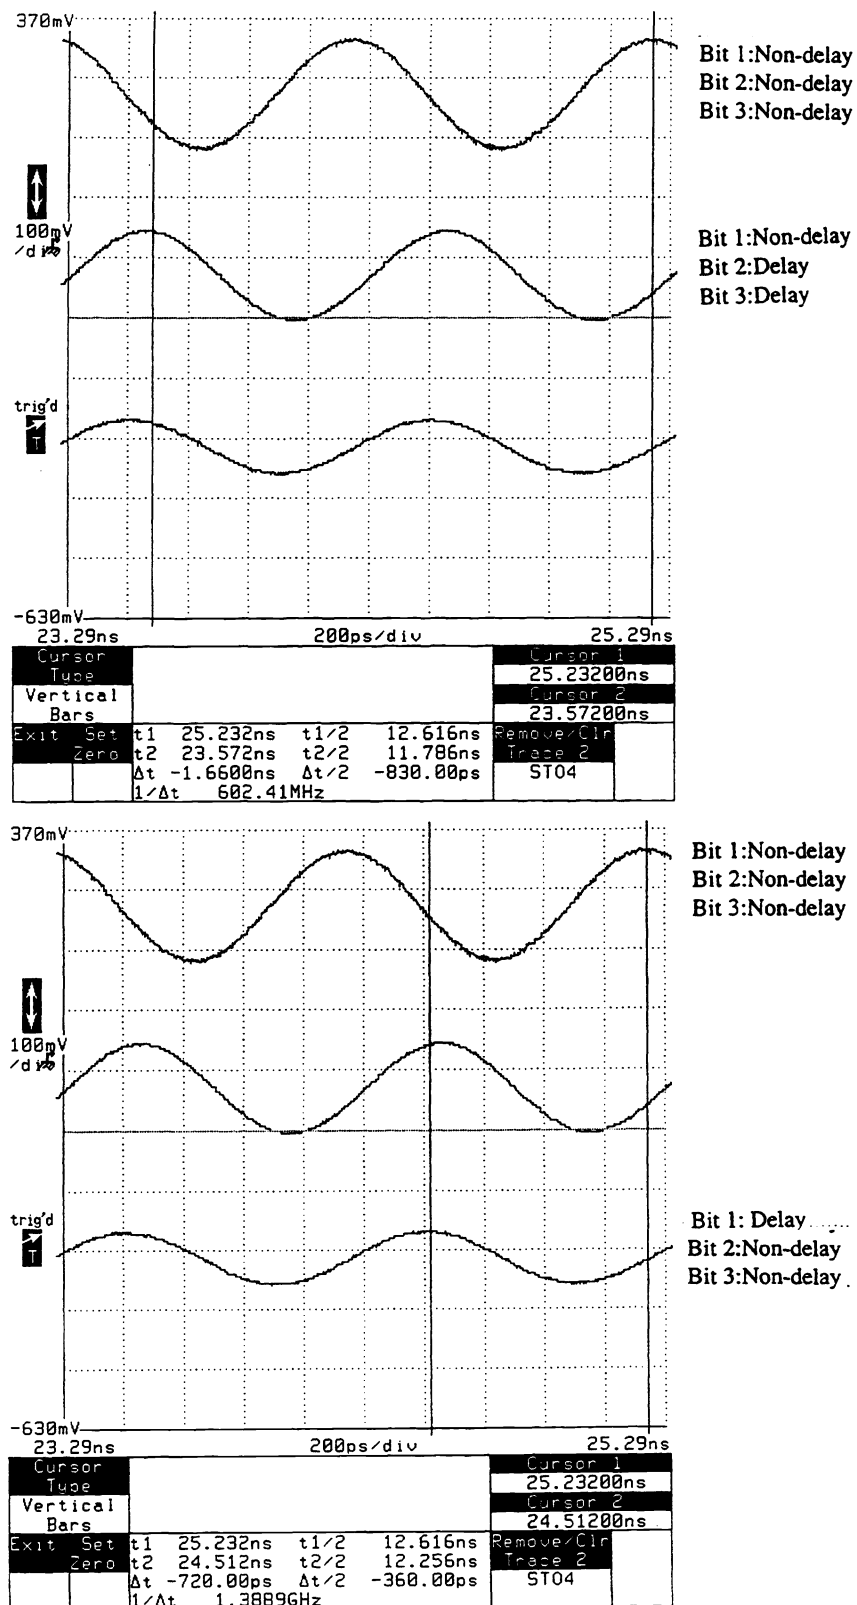 370mV
Bit 1:Non-delay
Bit 2:Non-delay
Bit 3:Non-delay
100mV
/div
Bit 1:Non-delay
Bit 2:Delay
Bit 3:Delay
trig'd
T
-630mV
23.29ns 200ps/div 25.29ns
Cursor Type
Vertical Bars
Exit Set Zero
t1 25.232ns t1/2 12.616ns
t2 23.572ns t2/2 11.786ns
Δt -1.6600ns Δt/2 -830.00ps
1/Δt 602.41MHz
Cursor 1
25.23200ns
Cursor 2
23.57200ns
Remove/Clr
Trace 2
STO4
370mV
Bit 1:Non-delay
Bit 2:Non-delay
Bit 3:Non-delay
100mV
/div
trig'd
T
Bit 1: Delay
Bit 2:Non-delay
Bit 3:Non-delay
-630mV
23.29ns 200ps/div 25.29ns
Cursor Type
Vertical Bars
Exit Set Zero
t1 25.232ns t1/2 12.616ns
t2 24.512ns t2/2 12.256ns
Δt -720.00ps Δt/2 -360.00ps
1/Δt 1.3889GHz
Cursor 1
25.23200ns
Cursor 2
24.51200ns
Remove/Clr
Trace 2
STO4